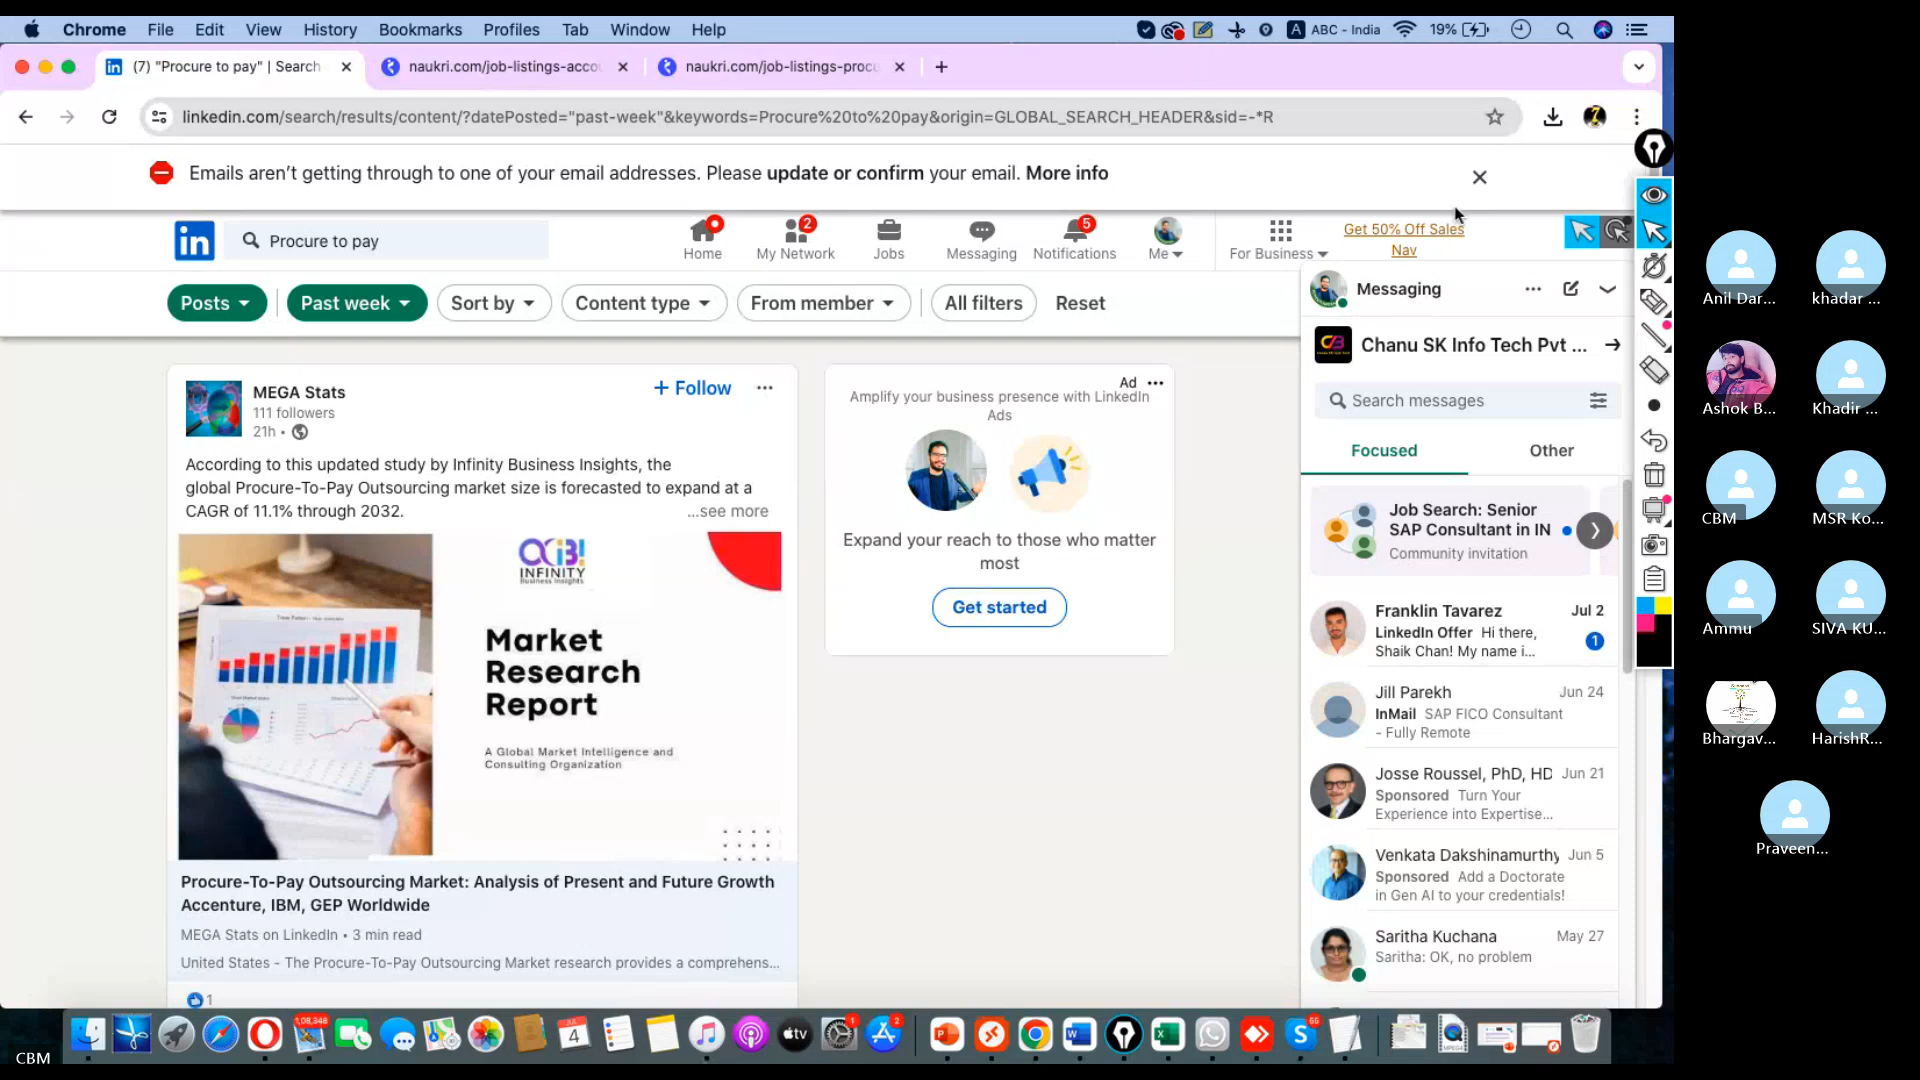 Chrome File Edit View History Bookmarks Profiles Tab Window Help
ABC - India 19%
(7) "Procure to pay" | Search
naukri.com/job-listings-acco
naukri.com/job-listings-proc
linkedin.com/search/results/content/?datePosted="past-week"&keywords=Procure%20to%20pay&origin=GLOBAL_SEARCH_HEADER&sid=-*R
Emails aren't getting through to one of your email addresses. Please update or confirm your email. More info
in
Procure to pay
Home
2
My Network
Jobs
Messaging
5
Notifications
Me
For Business
Get 50% Off Sales
Nav
Posts
Past week
Sort by
Content type
From member
All filters
Reset
MEGA Stats
111 followers
21h •
+ Follow
According to this updated study by Infinity Business Insights, the
global Procure-To-Pay Outsourcing market size is forecasted to expand at a
CAGR of 11.1% through 2032.
...see more
INFINITY
Business Insights
Market
Research
Report
A Global Market Intelligence and
Consulting Organization
Procure-To-Pay Outsourcing Market: Analysis of Present and Future Growth
Accenture, IBM, GEP Worldwide
MEGA Stats on LinkedIn • 3 min read
United States - The Procure-To-Pay Outsourcing Market research provides a comprehens...
1
Ad
Amplify your business presence with LinkedIn
Ads
Expand your reach to those who matter
most
Get started
Messaging
Chanu SK Info Tech Pvt ...
Search messages
Focused
Other
Job Search: Senior
SAP Consultant in IN
Community invitation
Franklin Tavarez Jul 2
LinkedIn Offer Hi there,
Shaik Chan! My name i...
1
Jill Parekh Jun 24
InMail SAP FICO Consultant
- Fully Remote
Josse Roussel, PhD, HD Jun 21
Sponsored Turn Your
Experience into Expertise...
Venkata Dakshinamurthy Jun 5
Sponsored Add a Doctorate
in Gen AI to your credentials!
Saritha Kuchana May 27
Saritha: OK, no problem
Anil Dar...
khadar ...
Ashok B...
Khadir ...
CBM
MSR Ko...
Ammu
SIVA KU...
Bhargav...
HarishR...
Praveen...
1,08,348
JUL
4
tv
1
2
CBM